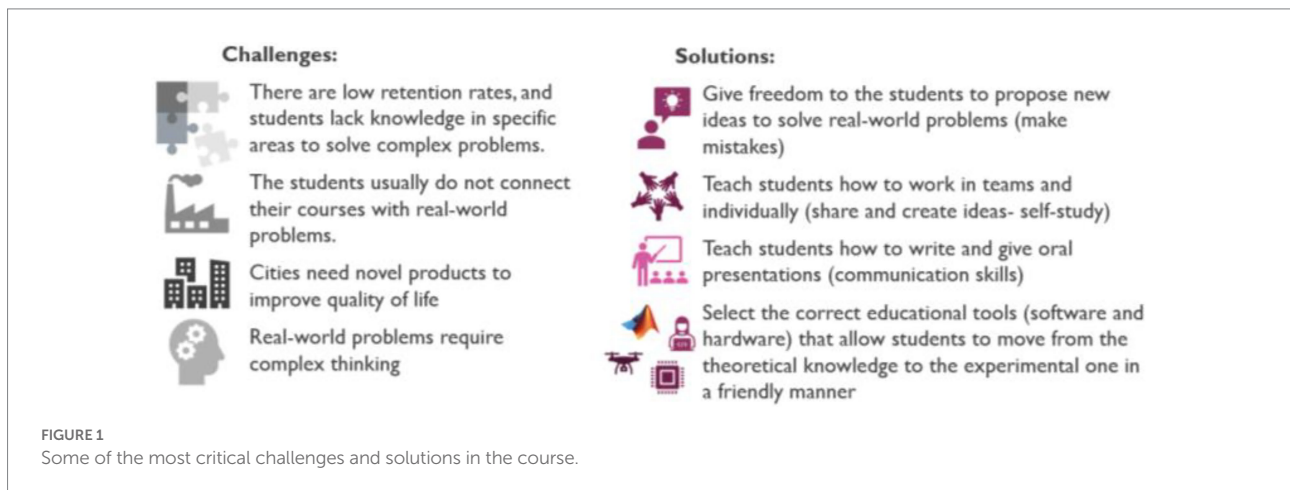 Challenges:
There are low retention rates, and
students lack knowledge in specific
areas to solve complex problems.
The students usually do not connect
their courses with real-world
problems.
Cities need novel products to
improve quality of life
Real-world problems require
complex thinking
Solutions:
Give freedom to the students to propose new
ideas to solve real-world problems (make
mistakes)
Teach students how to work in teams and
individually (share and create ideas- self-study)
Teach students how to write and give oral
presentations (communication skills)
Select the correct educational tools (software and
hardware) that allow students to move from the
theoretical knowledge to the experimental one in
a friendly manner
FIGURE 1
Some of the most critical challenges and solutions in the course.